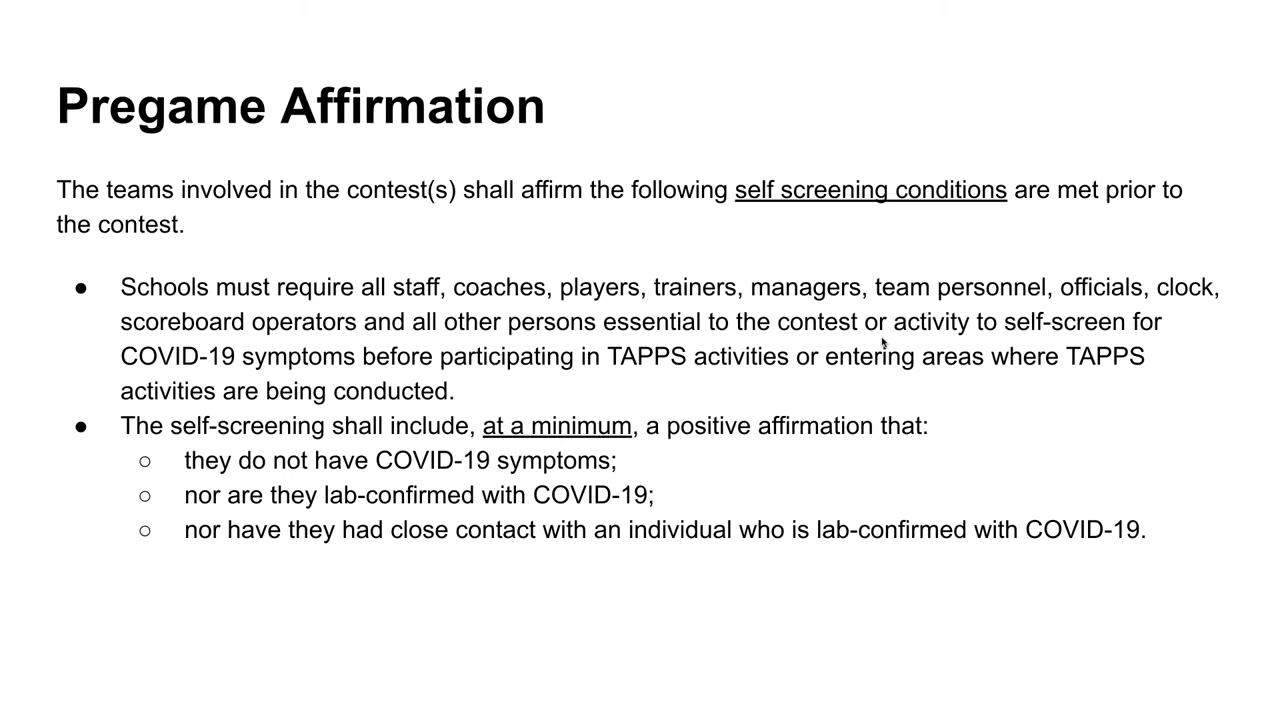 Pregame Affirmation
The teams involved in the contest(s) shall affirm the following self screening conditions are met prior to
the contest.
● Schools must require all staff, coaches, players, trainers, managers, team personnel, officials, clock,
scoreboard operators and all other persons essential to the contest or activity to self-screen for
COVID-19 symptoms before participating in TAPPS activities or entering areas where TAPPS
activities are being conducted.
● The self-screening shall include, at a minimum, a positive affirmation that:
○ they do not have COVID-19 symptoms;
○ nor are they lab-confirmed with COVID-19;
○ nor have they had close contact with an individual who is lab-confirmed with COVID-19.